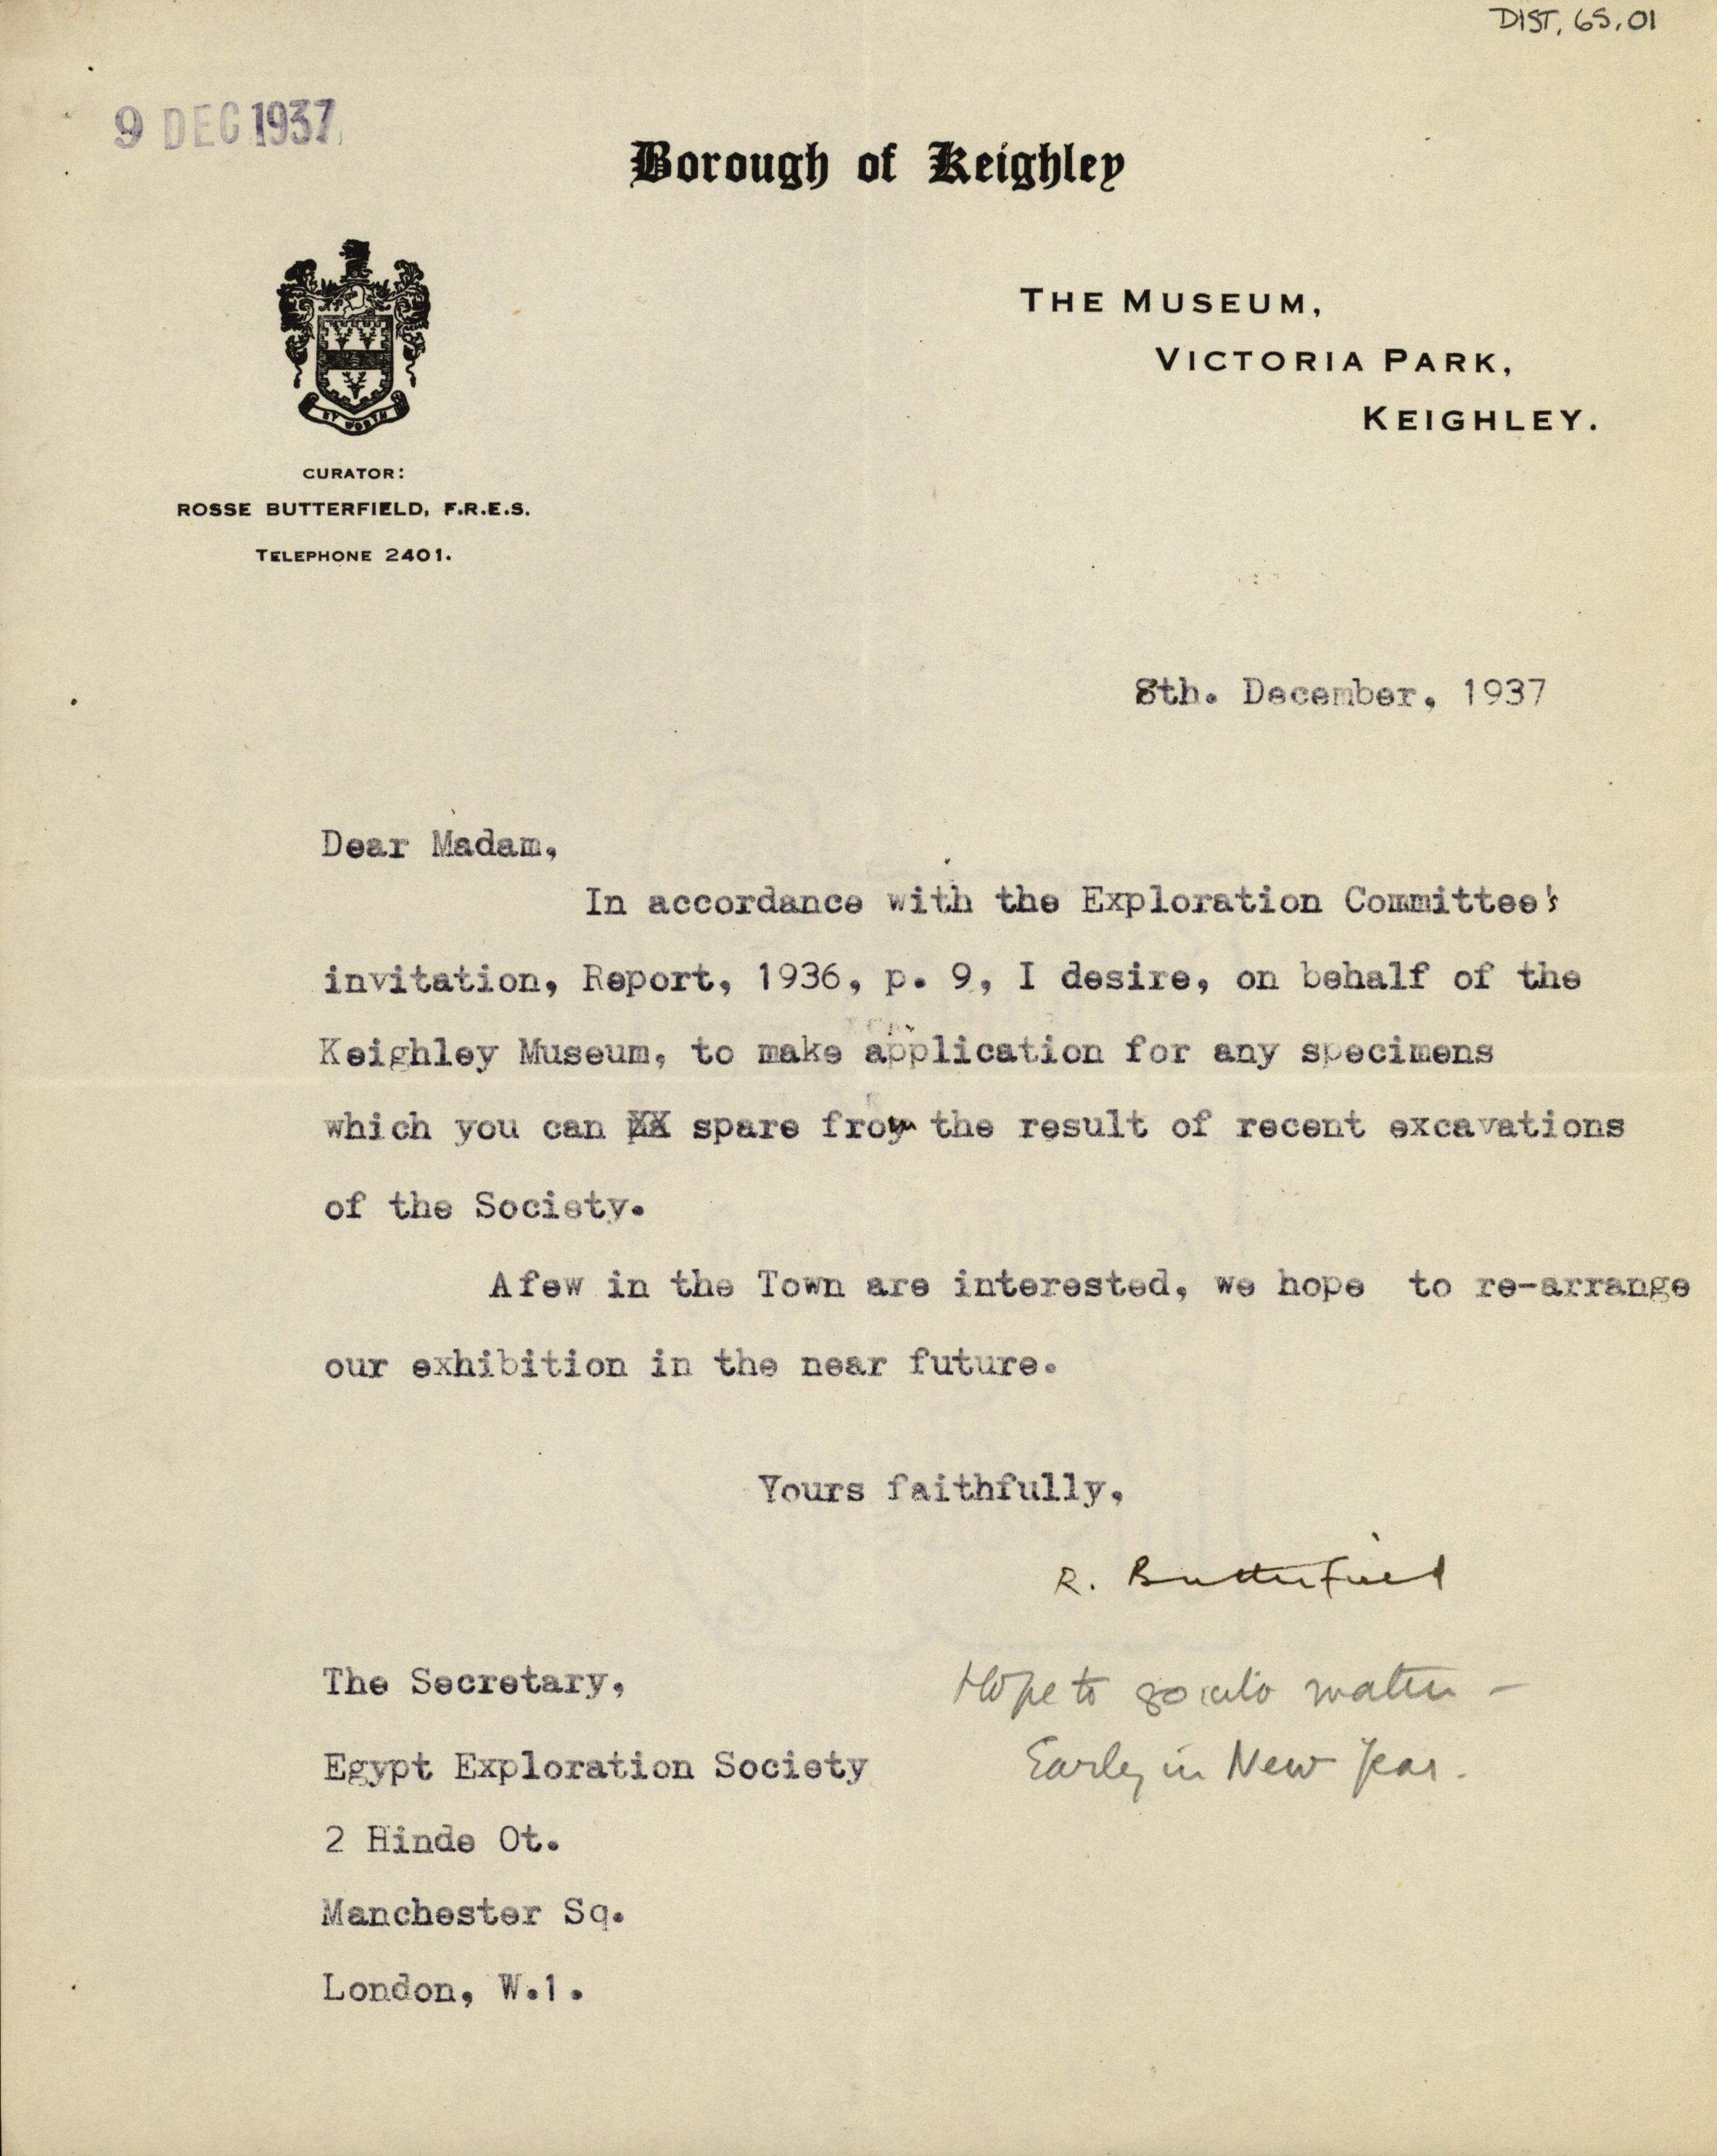 DIST. 65.01
9 DEC 1937
Borough of Keighley
THE MUSEUM,
VICTORIA PARK,
KEIGHLEY.
BY WORTH
CURATOR:
ROSSE BUTTERFIELD, F.R.E.S.
TELEPHONE 2401.
8th. December, 1937
Dear Madam,
In accordance with the Exploration Committee's
invitation, Report, 1936, p. 9, I desire, on behalf of the
Keighley Museum, to make application for any specimens
which you can XX spare from the result of recent excavations
of the Society.
A few in the Town are interested, we hope to re-arrange
our exhibition in the near future.
Yours faithfully,
R. Butterfield
The Secretary,
Egypt Exploration Society
2 Hinde Ot.
Manchester Sq.
London, W.1.
Hope to go into matter –
Early in New Year.